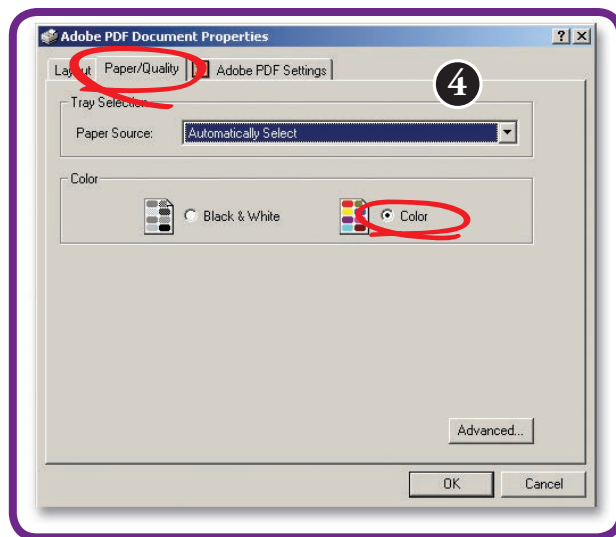 Adobe PDF Document Properties
Layout Paper/Quality Adobe PDF Settings
4
Tray Selection
Paper Source: Automatically Select
Color
Black & White Color
Advanced...
OK Cancel